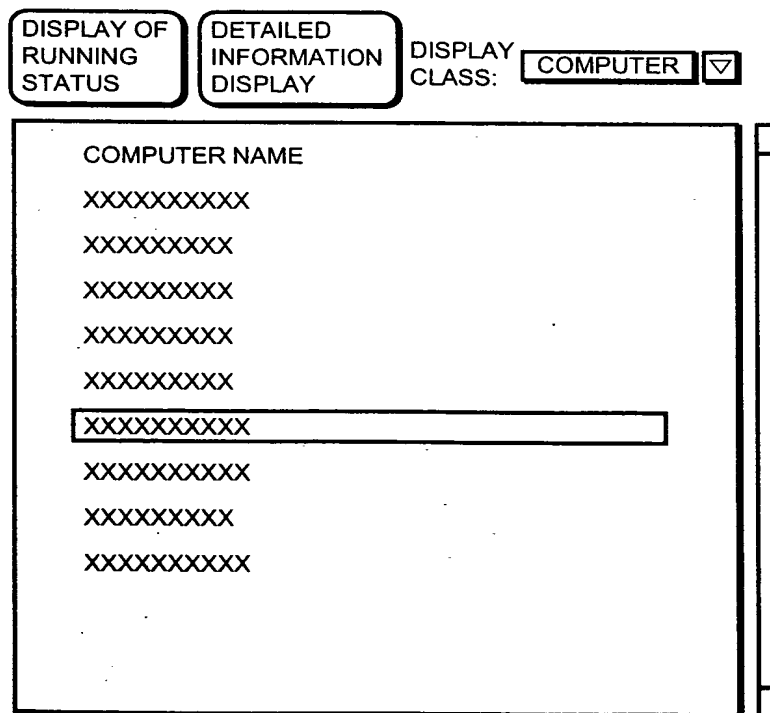 DISPLAY OF
RUNNING
STATUS
DETAILED
INFORMATION
DISPLAY
DISPLAY
CLASS:
COMPUTER
COMPUTER NAME
XXXXXXXXXX
XXXXXXXXX
XXXXXXXXX
XXXXXXXXX
XXXXXXXXX
XXXXXXXXXX
XXXXXXXXXX
XXXXXXXXX
XXXXXXXXXX